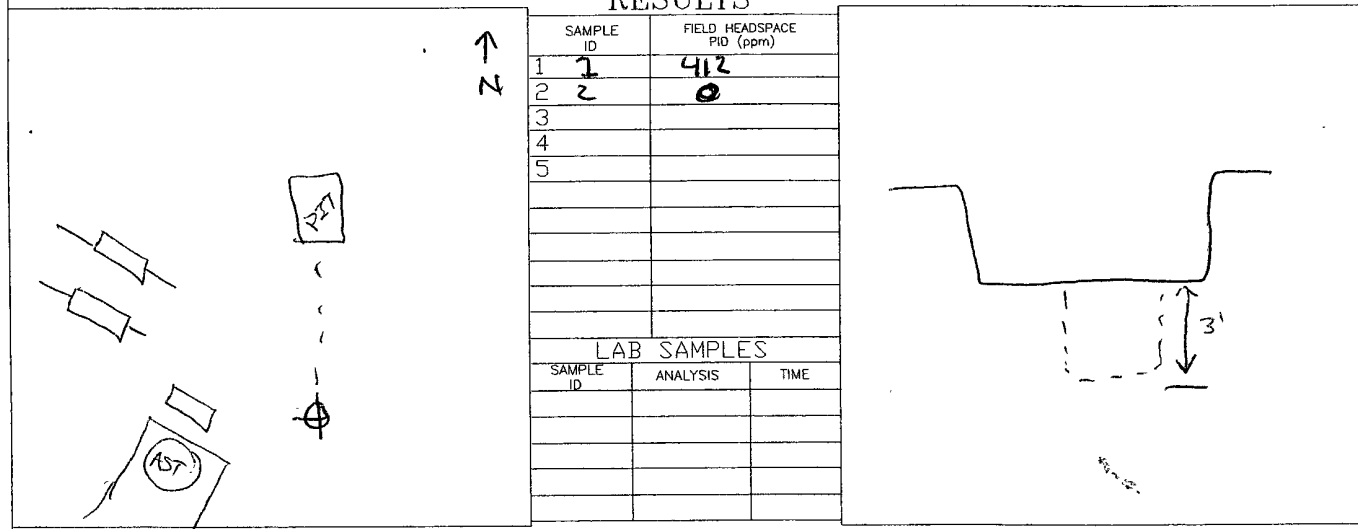 RESULTS
↑
N
PIT
AST
SAMPLE ID
FIELD HEADSPACE PID (ppm)
1 1 412
2 2 0
3
4
5
LAB SAMPLES
SAMPLE ID ANALYSIS TIME
3'